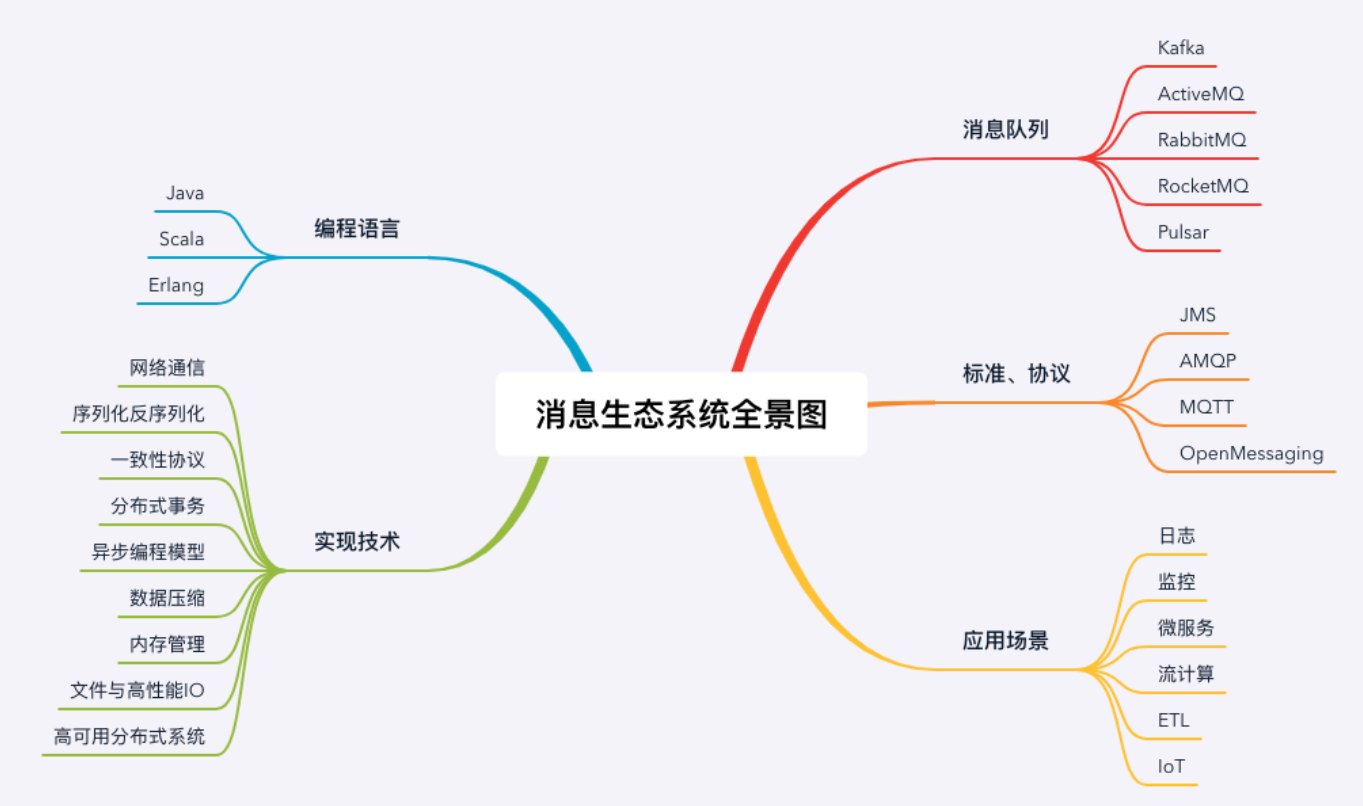 消息生态系统全景图
消息队列
Kafka
ActiveMQ
RabbitMQ
RocketMQ
Pulsar
标准、协议
JMS
AMQP
MQTT
OpenMessaging
应用场景
日志
监控
微服务
流计算
ETL
IoT
编程语言
Java
Scala
Erlang
实现技术
网络通信
序列化反序列化
一致性协议
分布式事务
异步编程模型
数据压缩
内存管理
文件与高性能IO
高可用分布式系统